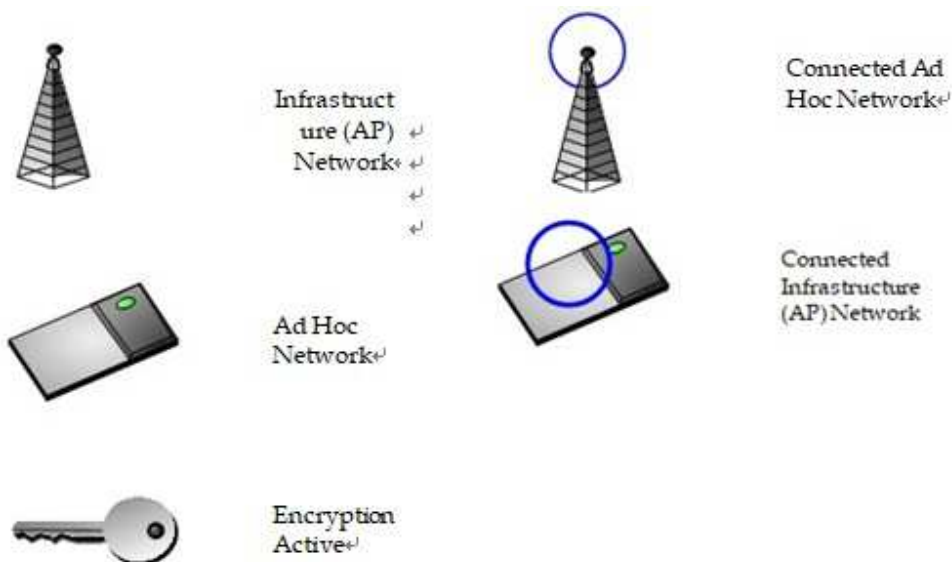 Infrastruct
ure (AP) ↵
Network↵ ↵
↵
↵
Connected Ad
Hoc Network↵
Ad Hoc
Network↵
Connected
Infrastructure
(AP) Network
Encryption
Active↵